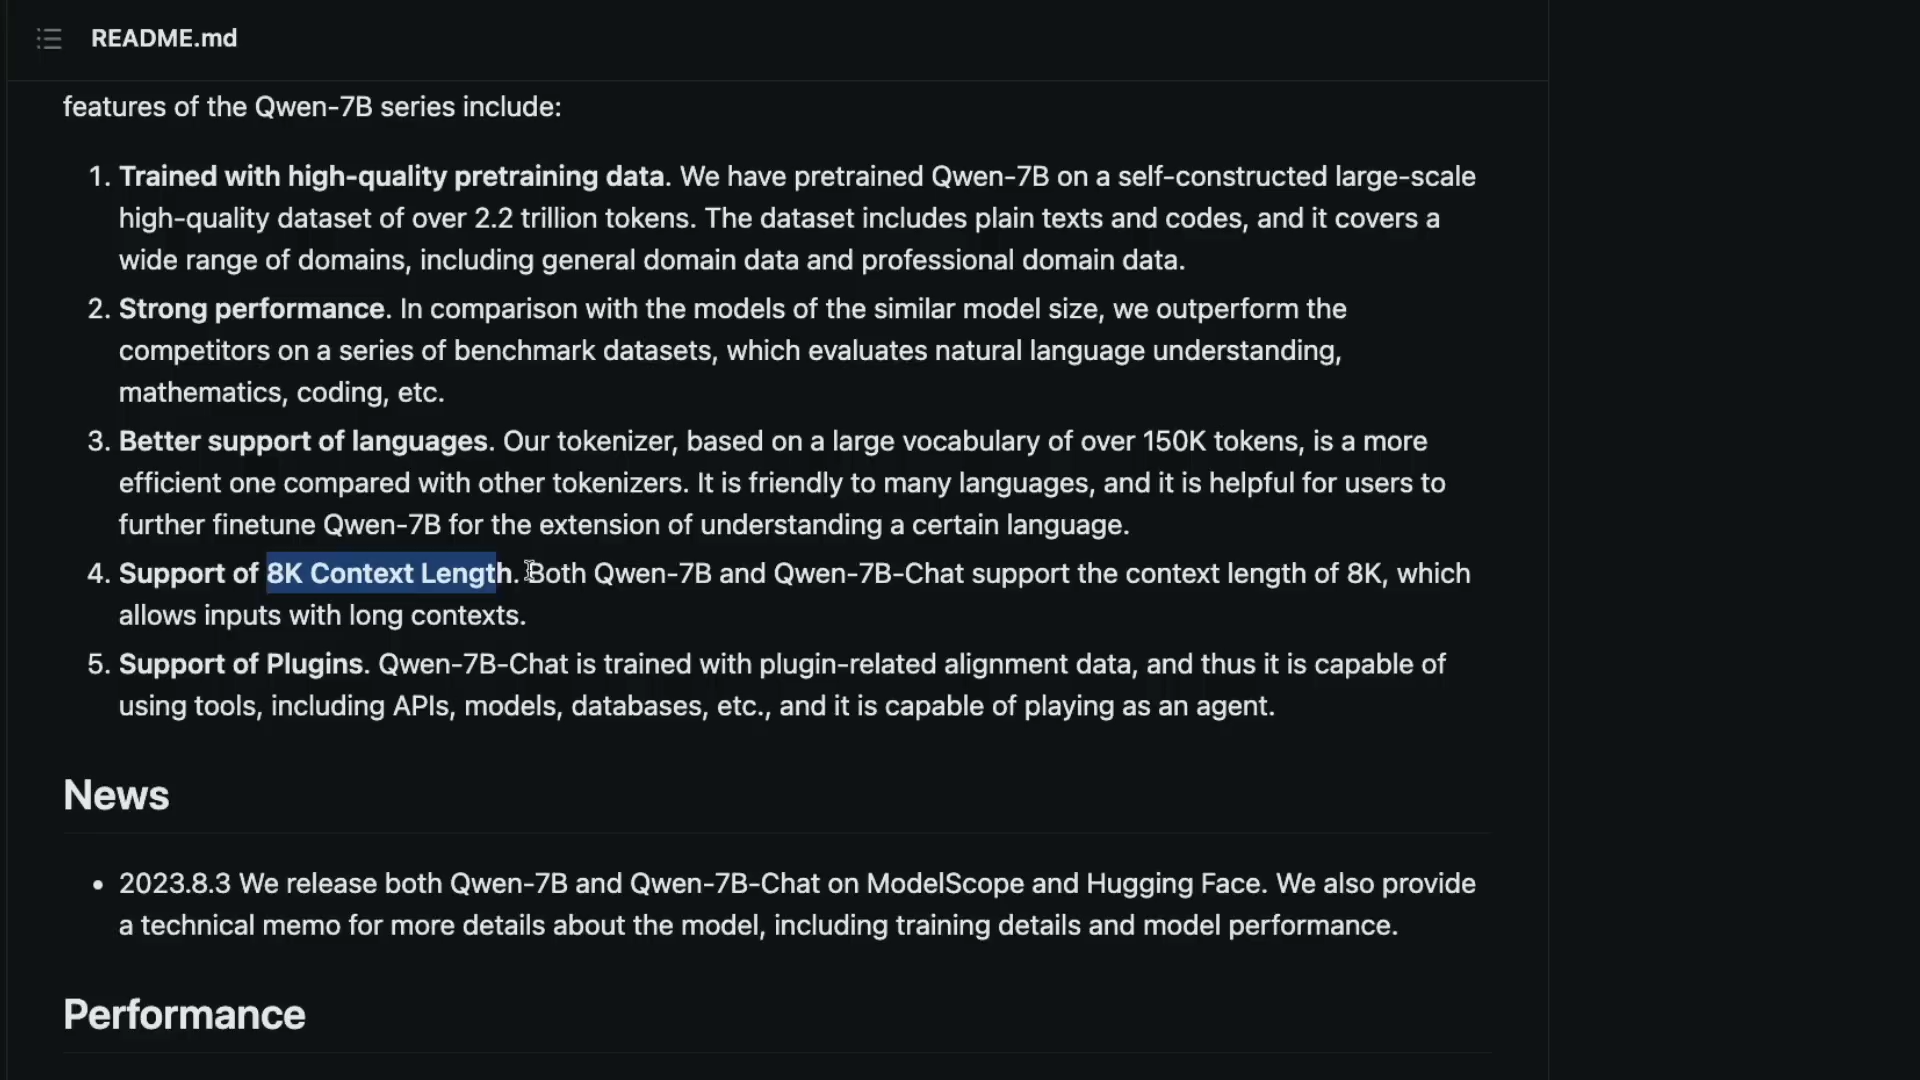 README.md
features of the Qwen-7B series include:
1. Trained with high-quality pretraining data. We have pretrained Qwen-7B on a self-constructed large-scale
high-quality dataset of over 2.2 trillion tokens. The dataset includes plain texts and codes, and it covers a
wide range of domains, including general domain data and professional domain data.
2. Strong performance. In comparison with the models of the similar model size, we outperform the
competitors on a series of benchmark datasets, which evaluates natural language understanding,
mathematics, coding, etc.
3. Better support of languages. Our tokenizer, based on a large vocabulary of over 150K tokens, is a more
efficient one compared with other tokenizers. It is friendly to many languages, and it is helpful for users to
further finetune Qwen-7B for the extension of understanding a certain language.
4. Support of 8K Context Length. Both Qwen-7B and Qwen-7B-Chat support the context length of 8K, which
allows inputs with long contexts.
5. Support of Plugins. Qwen-7B-Chat is trained with plugin-related alignment data, and thus it is capable of
using tools, including APIs, models, databases, etc., and it is capable of playing as an agent.
News
• 2023.8.3 We release both Qwen-7B and Qwen-7B-Chat on ModelScope and Hugging Face. We also provide
a technical memo for more details about the model, including training details and model performance.
Performance